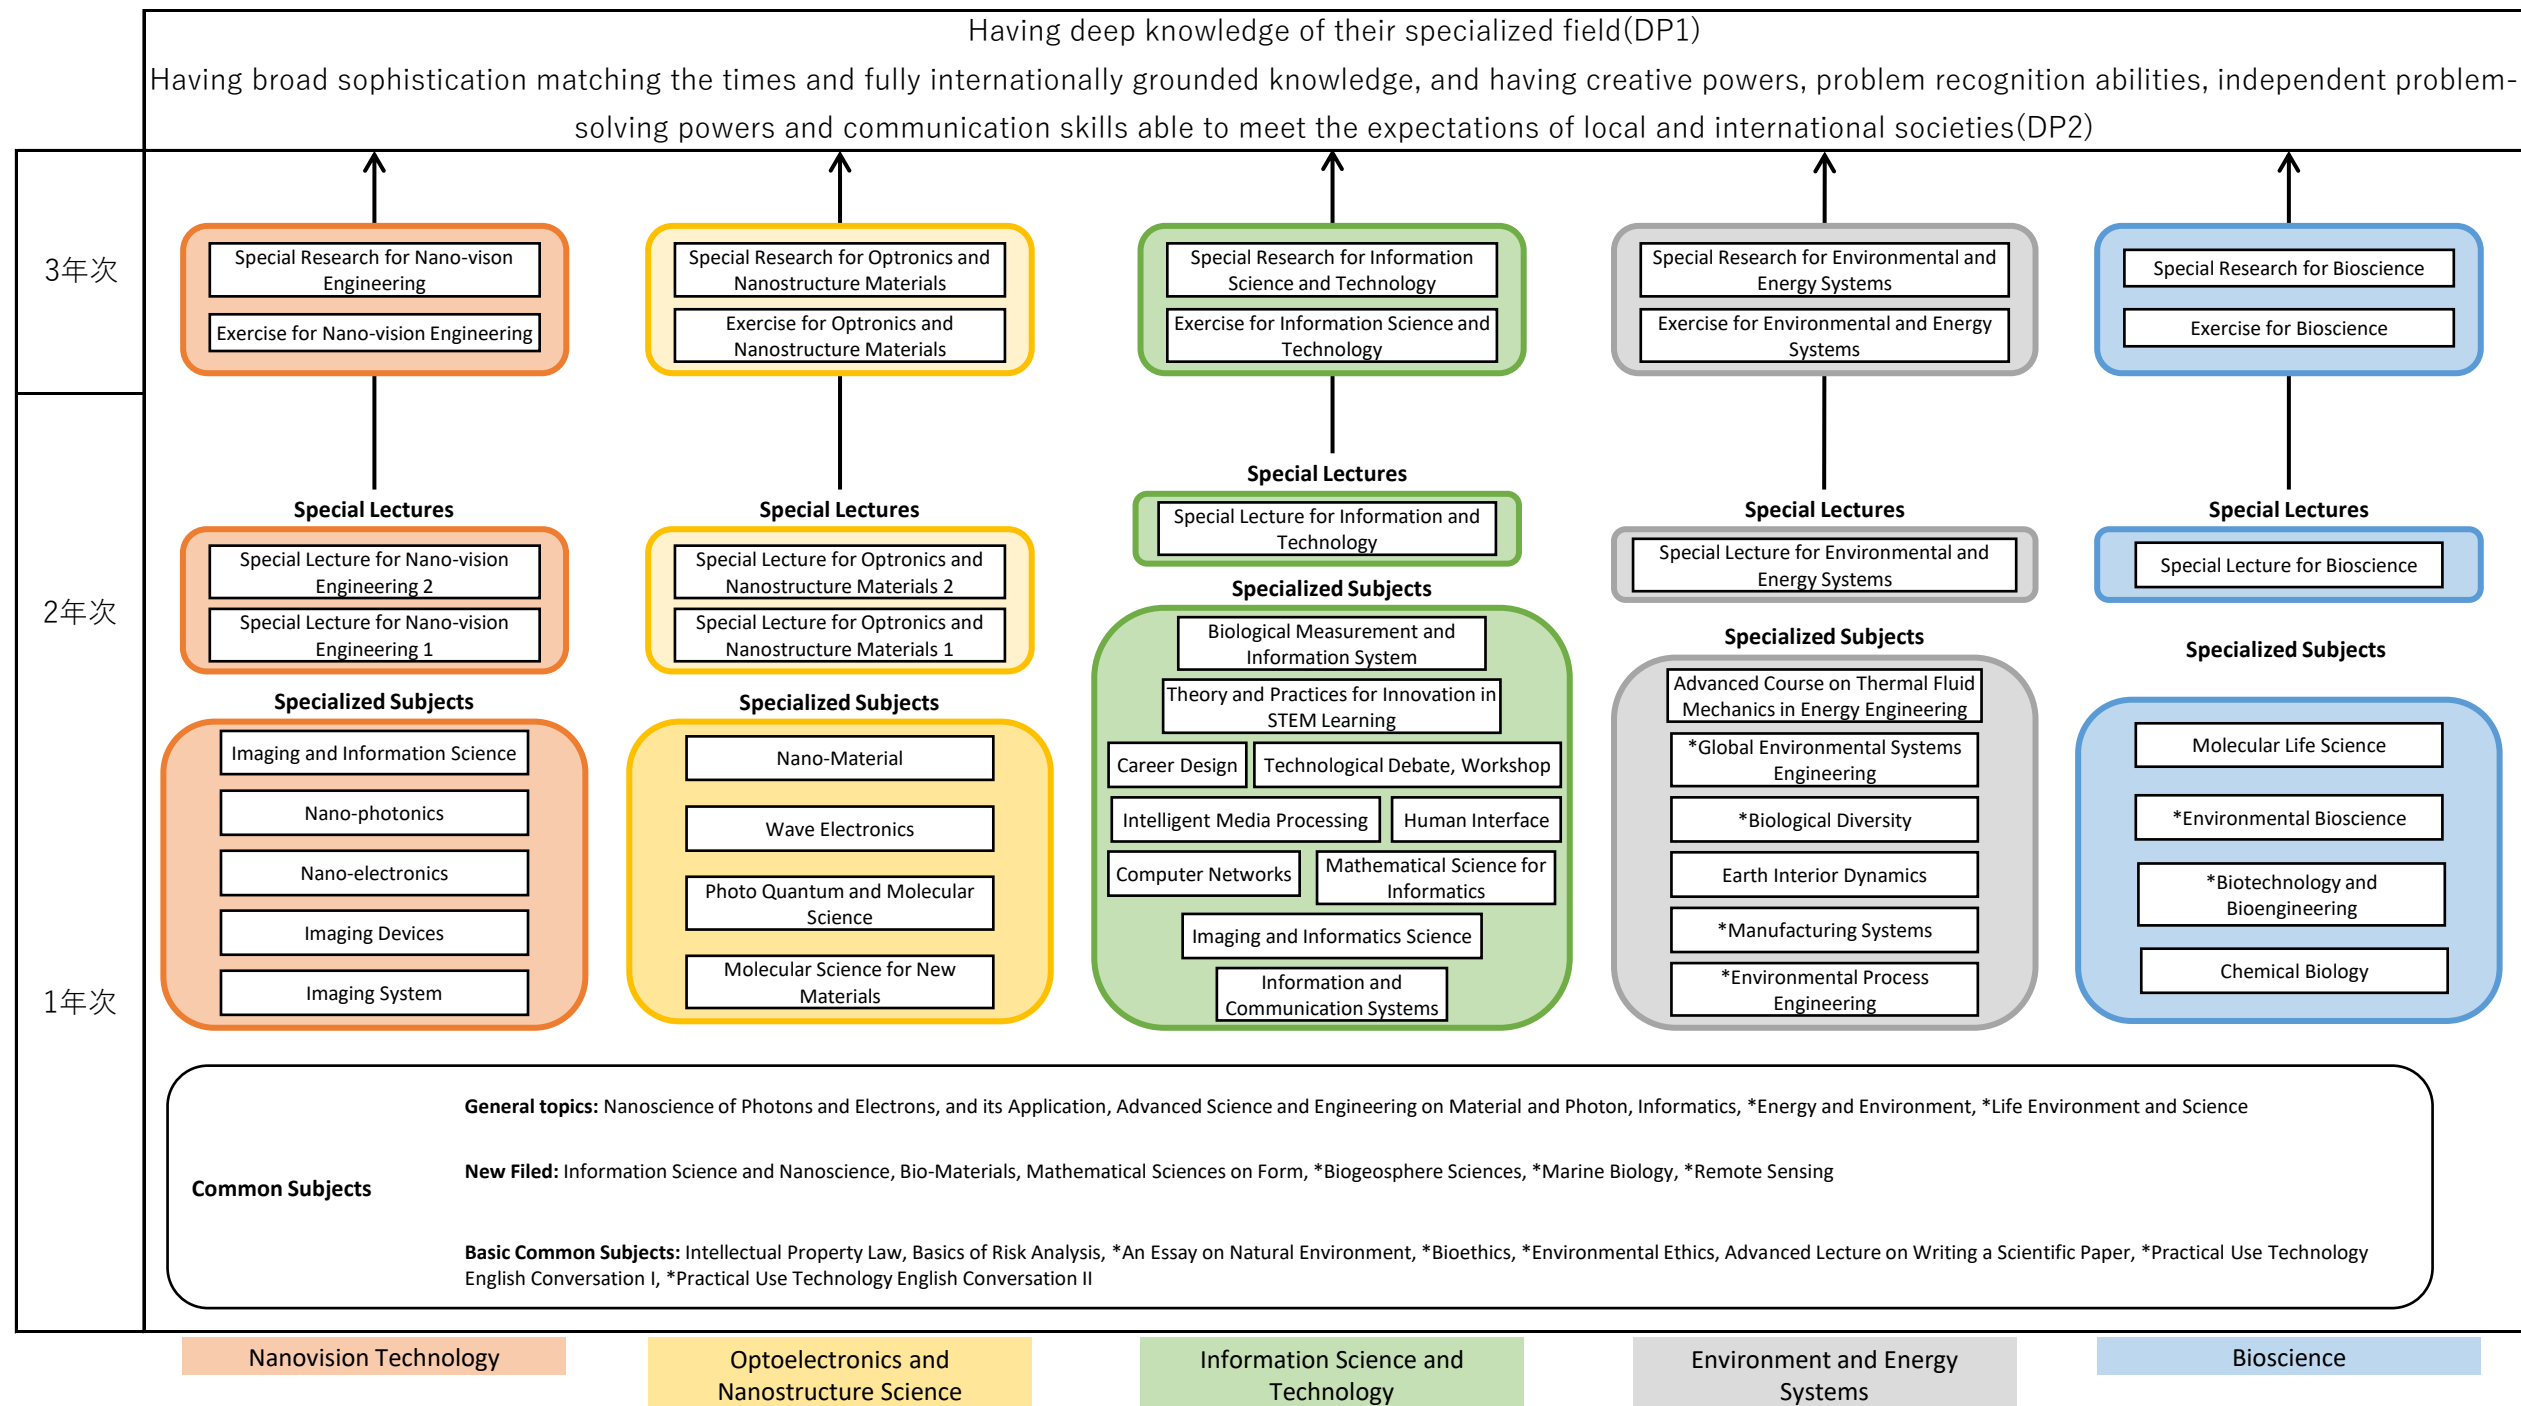 Having deep knowledge of their specialized field(DP1)
Having broad sophistication matching the times and fully internationally grounded knowledge, and having creative powers, problem recognition abilities, independent problem-
solving powers and communication skills able to meet the expectations of local and international societies(DP2)
3年次
Special Research for Nano-vison
Engineering
Exercise for Nano-vision Engineering
Special Research for Optronics and
Nanostructure Materials
Exercise for Optronics and
Nanostructure Materials
Special Research for Information
Science and Technology
Exercise for Information Science and
Technology
Special Research for Environmental and
Energy Systems
Exercise for Environmental and Energy
Systems
Special Research for Bioscience
Exercise for Bioscience
2年次
1年次
Special Lectures
Special Lecture for Nano-vision
Engineering 2
Special Lecture for Nano-vision
Engineering 1
Specialized Subjects
Imaging and Information Science
Nano-photonics
Nano-electronics
Imaging Devices
Imaging System
Special Lectures
Special Lecture for Optronics and
Nanostructure Materials 2
Special Lecture for Optronics and
Nanostructure Materials 1
Specialized Subjects
Nano-Material
Wave Electronics
Photo Quantum and Molecular
Science
Molecular Science for New
Materials
Special Lectures
Special Lecture for Information and
Technology
Specialized Subjects
Biological Measurement and
Information System
Theory and Practices for Innovation in
STEM Learning
Career Design
Technological Debate, Workshop
Intelligent Media Processing
Human Interface
Computer Networks
Mathematical Science for
Informatics
Imaging and Informatics Science
Information and
Communication Systems
Special Lectures
Special Lecture for Environmental and
Energy Systems
Specialized Subjects
Advanced Course on Thermal Fluid
Mechanics in Energy Engineering
*Global Environmental Systems
Engineering
*Biological Diversity
Earth Interior Dynamics
*Manufacturing Systems
*Environmental Process
Engineering
Special Lectures
Special Lecture for Bioscience
Specialized Subjects
Molecular Life Science
*Environmental Bioscience
*Biotechnology and
Bioengineering
Chemical Biology
Common Subjects
General topics: Nanoscience of Photons and Electrons, and its Application, Advanced Science and Engineering on Material and Photon, Informatics, *Energy and Environment, *Life Environment and Science
New Filed: Information Science and Nanoscience, Bio-Materials, Mathematical Sciences on Form, *Biogeosphere Sciences, *Marine Biology, *Remote Sensing
Basic Common Subjects: Intellectual Property Law, Basics of Risk Analysis, *An Essay on Natural Environment, *Bioethics, *Environmental Ethics, Advanced Lecture on Writing a Scientific Paper, *Practical Use Technology
English Conversation I, *Practical Use Technology English Conversation II
Nanovision Technology
Optoelectronics and
Nanostructure Science
Information Science and
Technology
Environment and Energy
Systems
Bioscience